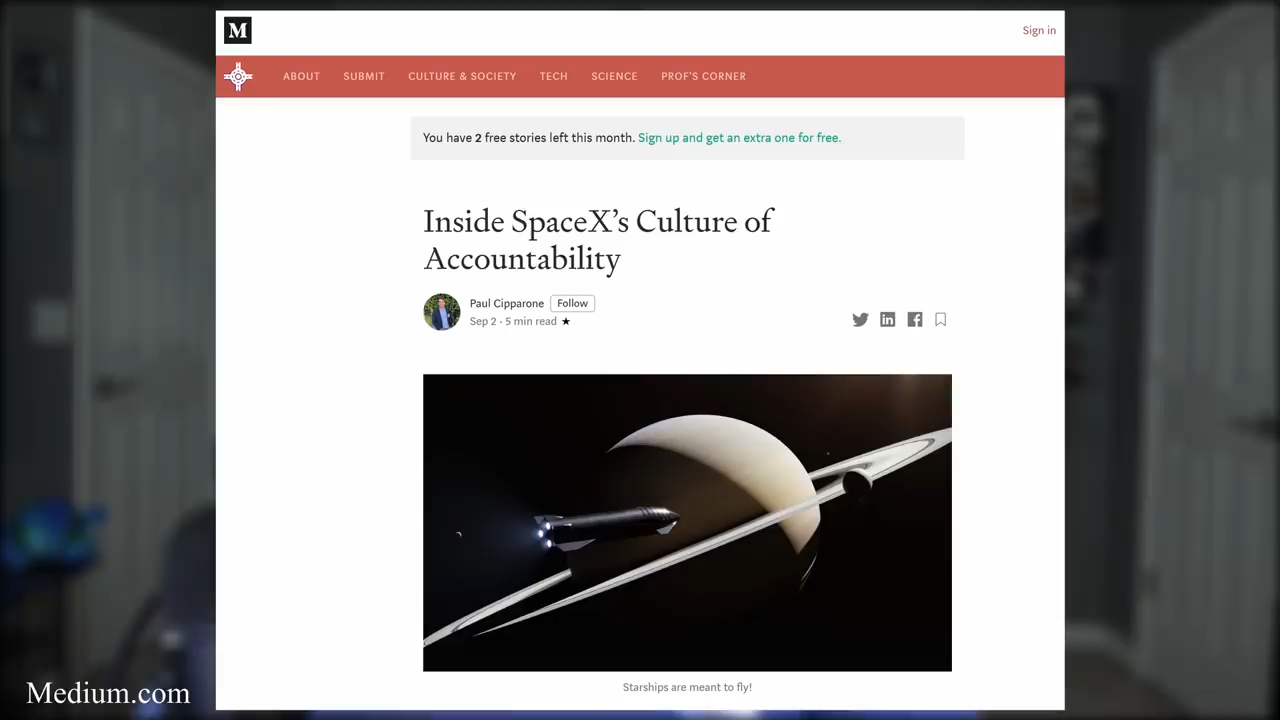 M
Sign in
ABOUT SUBMIT CULTURE & SOCIETY TECH SCIENCE PROF'S CORNER
You have 2 free stories left this month. Sign up and get an extra one for free.
Inside SpaceX’s Culture of
Accountability
Paul Cipparone Follow
Sep 2 · 5 min read ★
Starships are meant to fly!
Medium.com